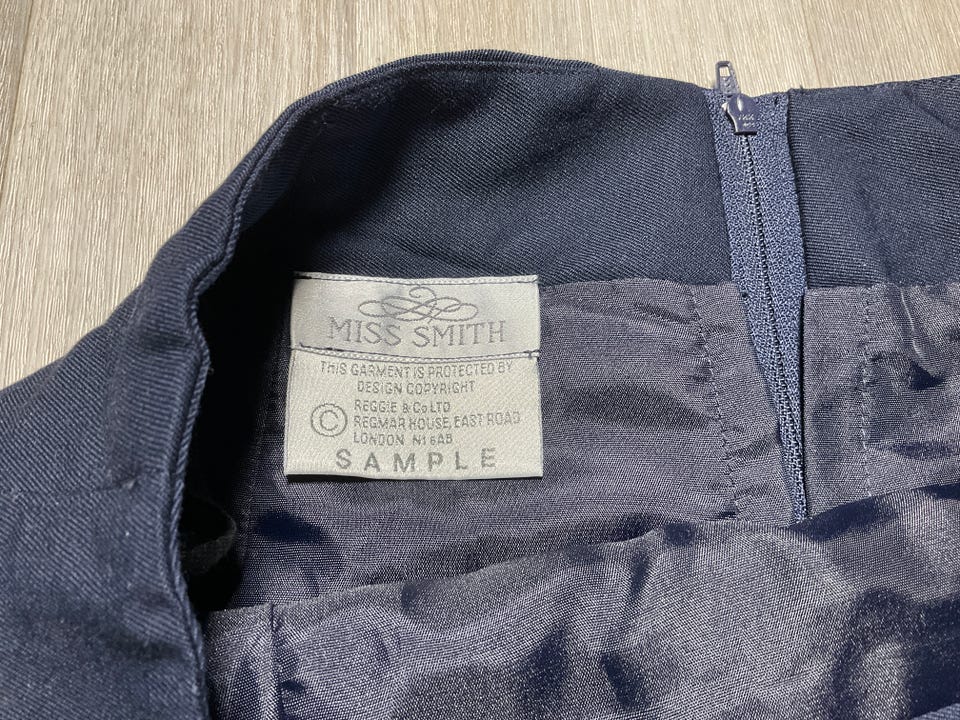 MISS SMITH
THIS GARMENT IS PROTECTED BY
DESIGN COPYRIGHT
© REGGIE & Co LTD
REGMAR HOUSE, EAST ROAD
LONDON N1 6AB
SAMPLE